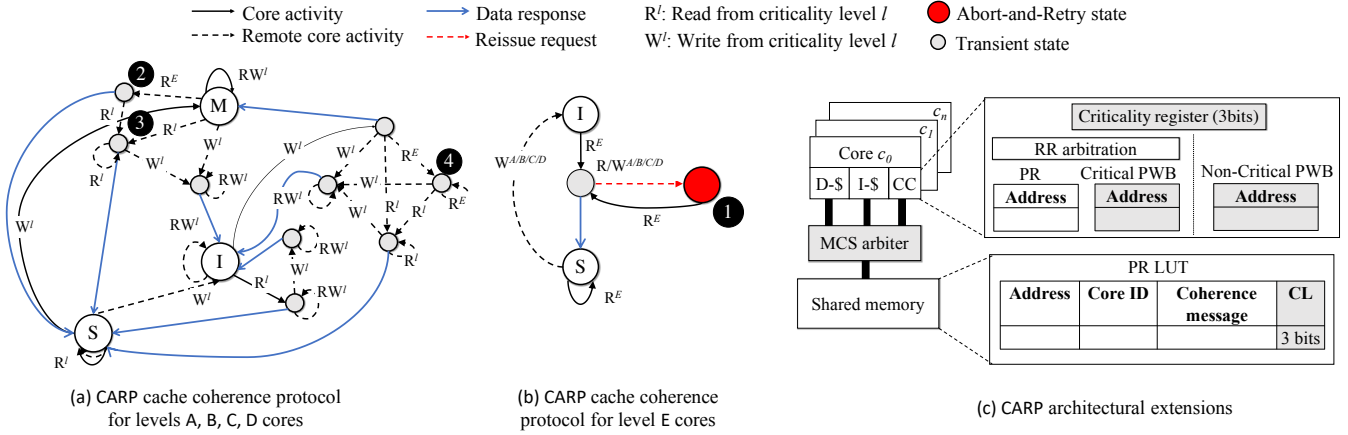 Core activity
Remote core activity
Data response
Reissue request
R^l: Read from criticality level l
W^l: Write from criticality level l
Abort-and-Retry state
Transient state
2
R^E
RW^l
M
R^l
R^l
3
R^l
W^l
W^l
RW^l
RW^l
W^l
W^l
R^E
4
RW^l
W^l
R^E
R^l
R^l
R^l
W^l
I
RW^l
W^l
R^l
RW^l
W^l
S
R^l
(a) CARP cache coherence protocol
for levels A, B, C, D cores
I
R^E
W^A/B/C/D
R/W^A/B/C/D
1
R^E
S
R^E
(b) CARP cache coherence
protocol for level E cores
c_n
c_1
Core c_0
D-$
I-$
CC
MCS arbiter
Shared memory
Criticality register (3bits)
RR arbitration
PR
Critical PWB
Non-Critical PWB
Address
Address
Address
PR LUT
Address
Core ID
Coherence
message
CL
3 bits
(c) CARP architectural extensions